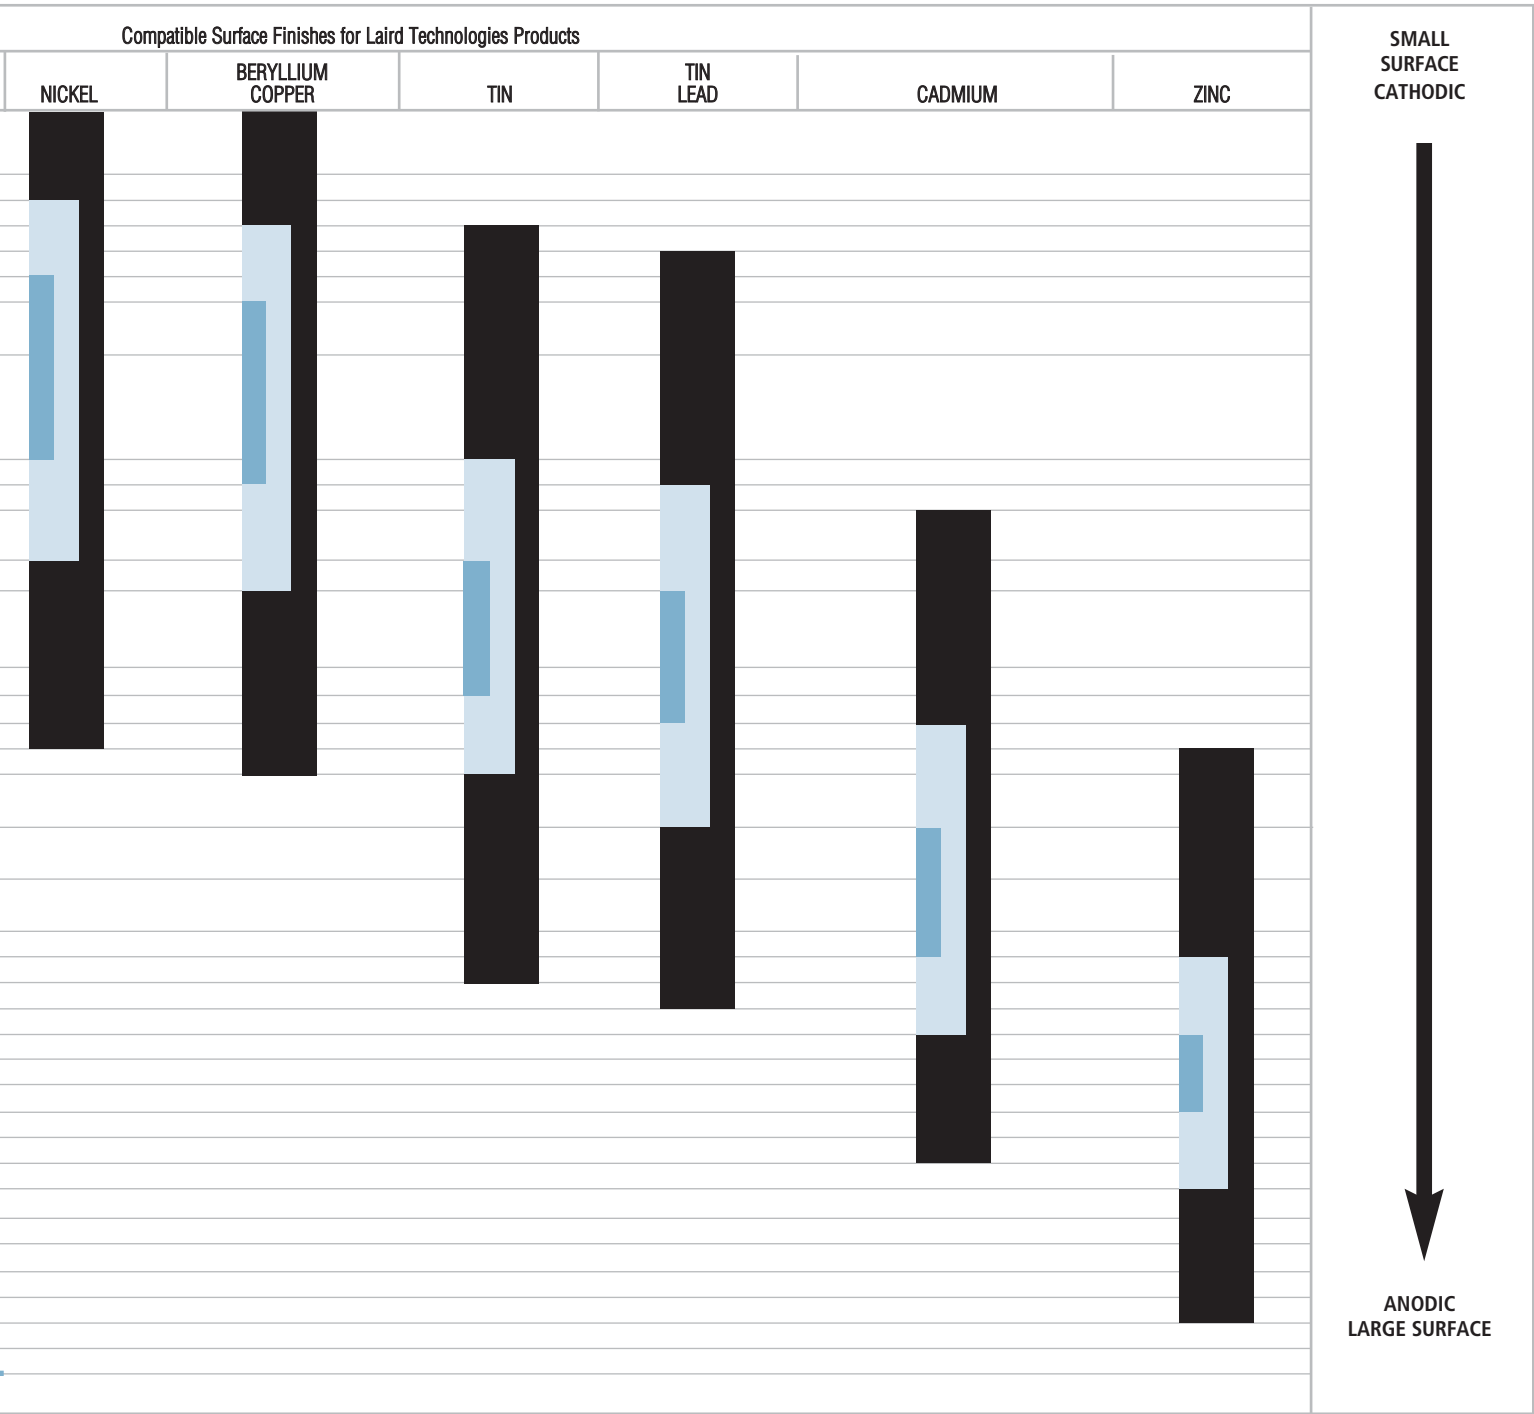 Compatible Surface Finishes for Laird Technologies Products
NICKEL
BERYLLIUM
COPPER
TIN
TIN
LEAD
CADMIUM
ZINC
SMALL
SURFACE
CATHODIC
ANODIC
LARGE SURFACE